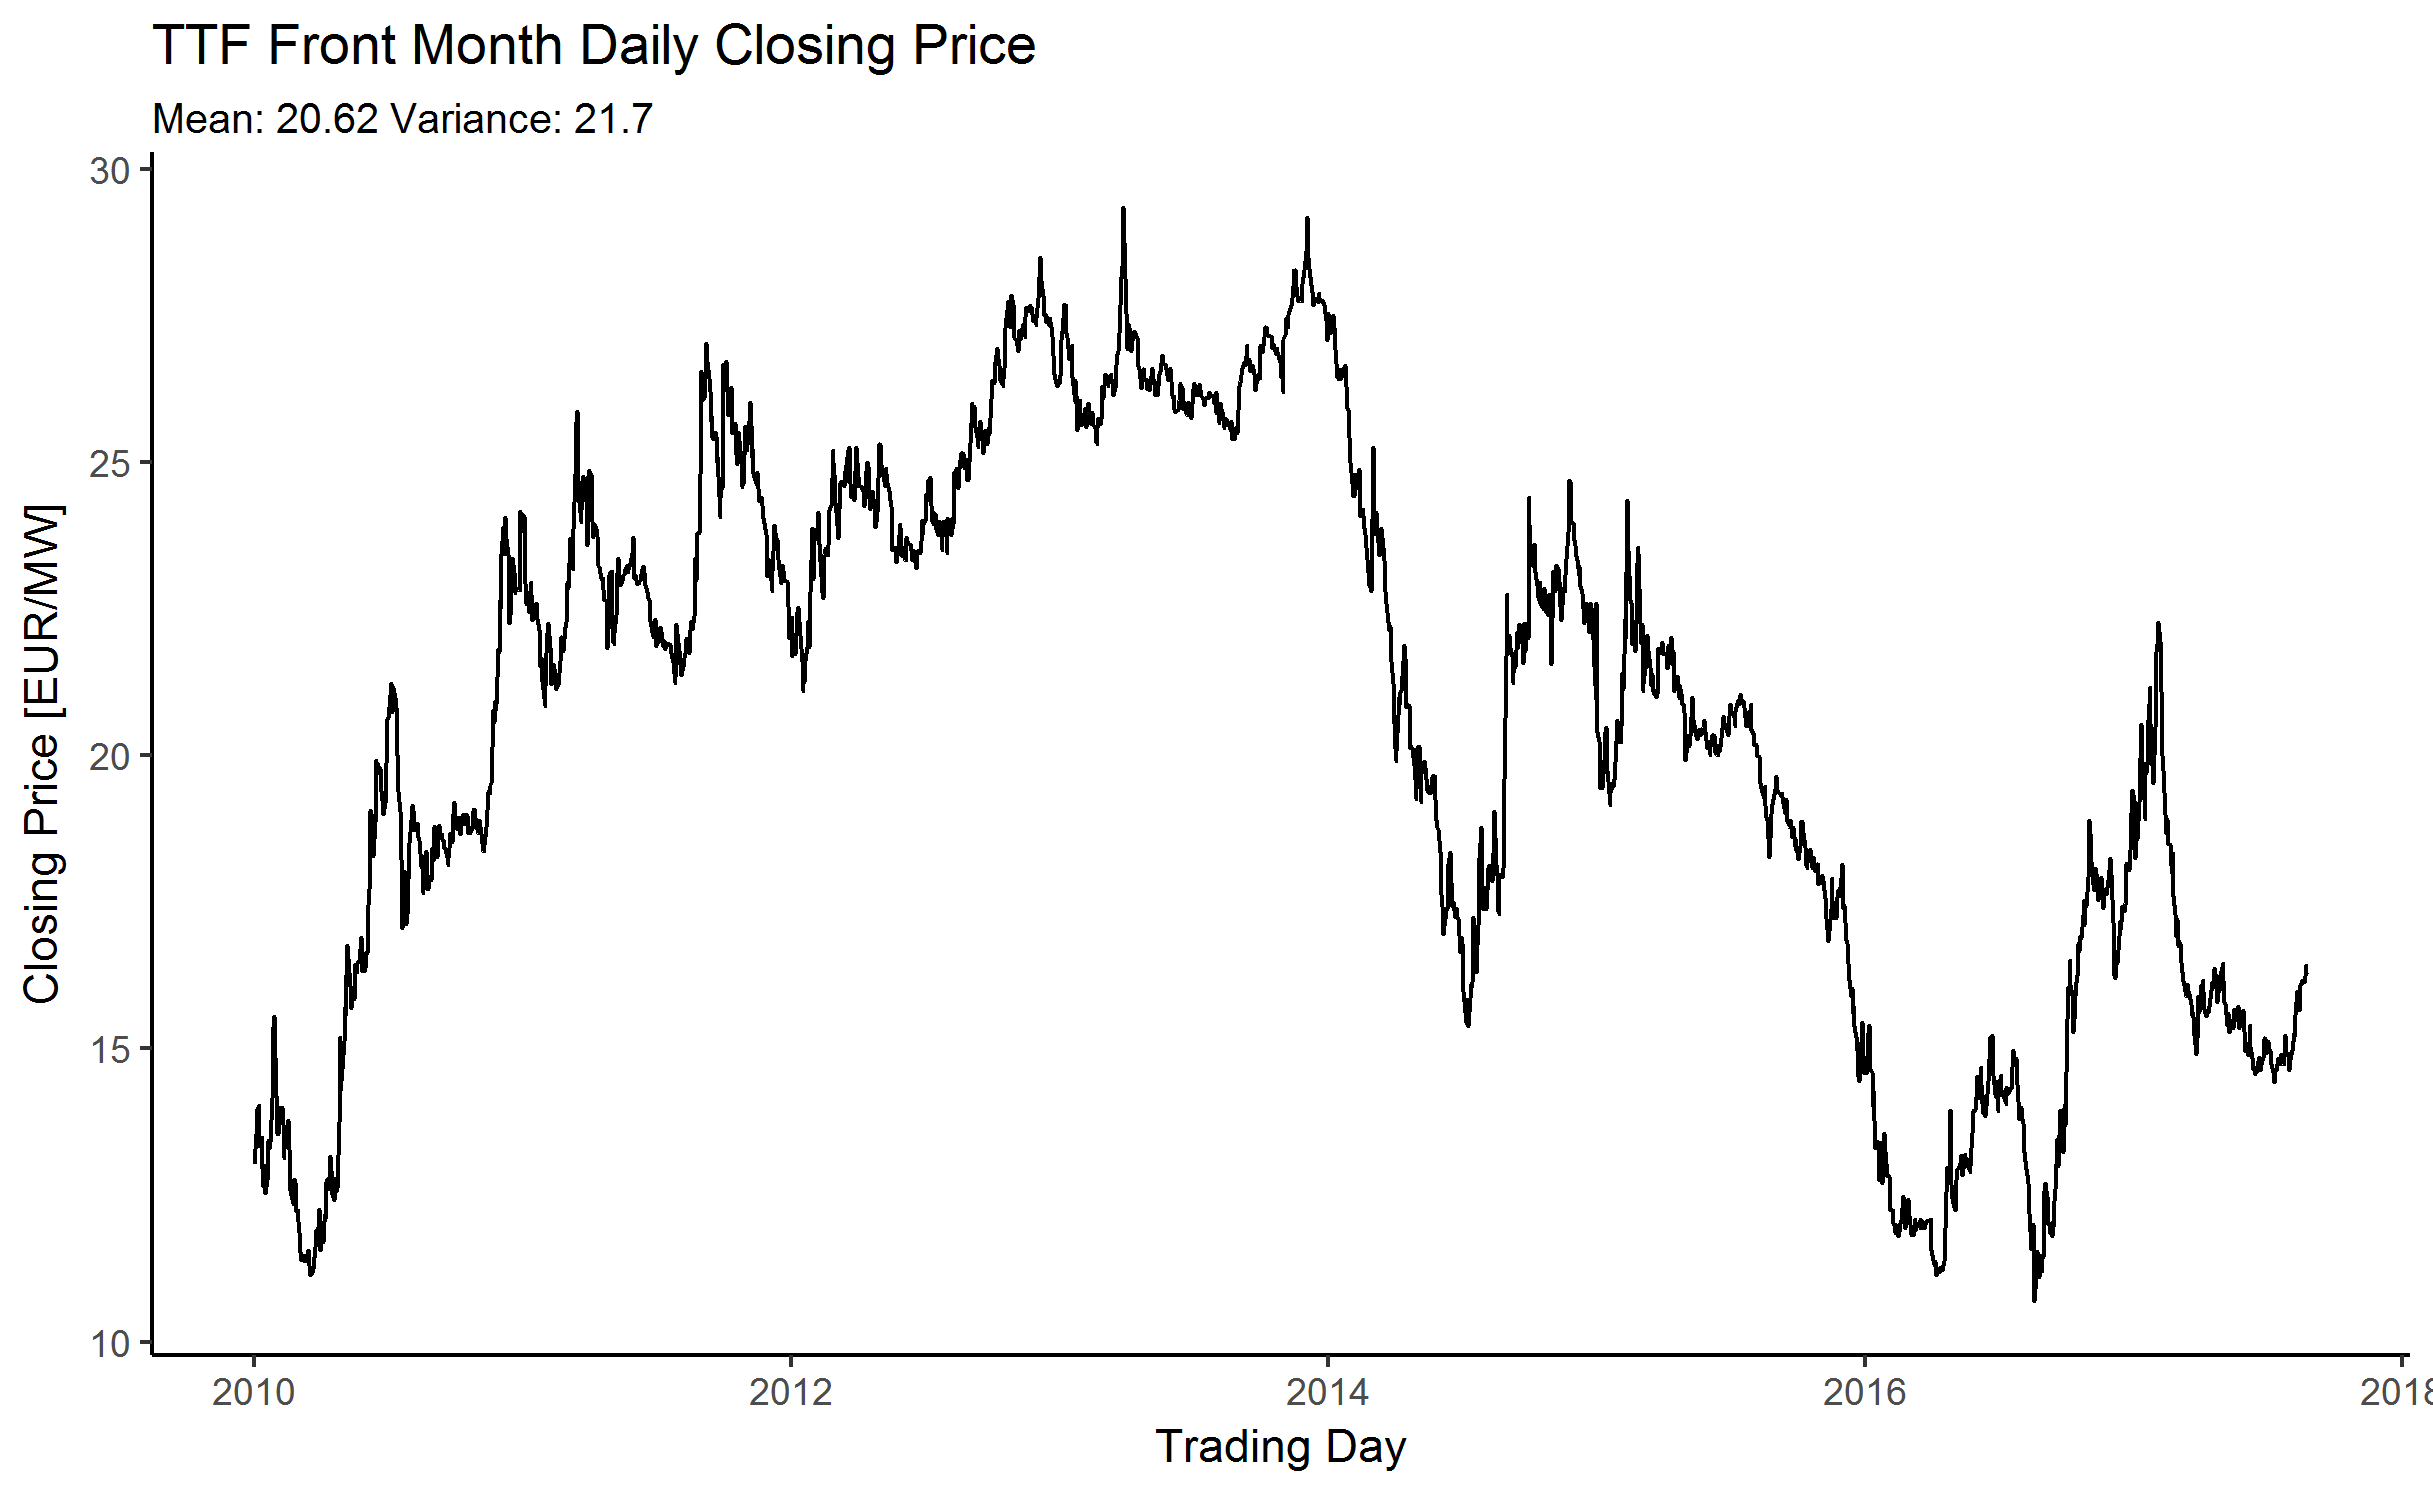 TTF Front Month Daily Closing Price
Mean: 20.62 Variance: 21.7
30
25
20
15
10
Closing Price [EUR/MW]
2010 2012 2014 2016 2018
Trading Day